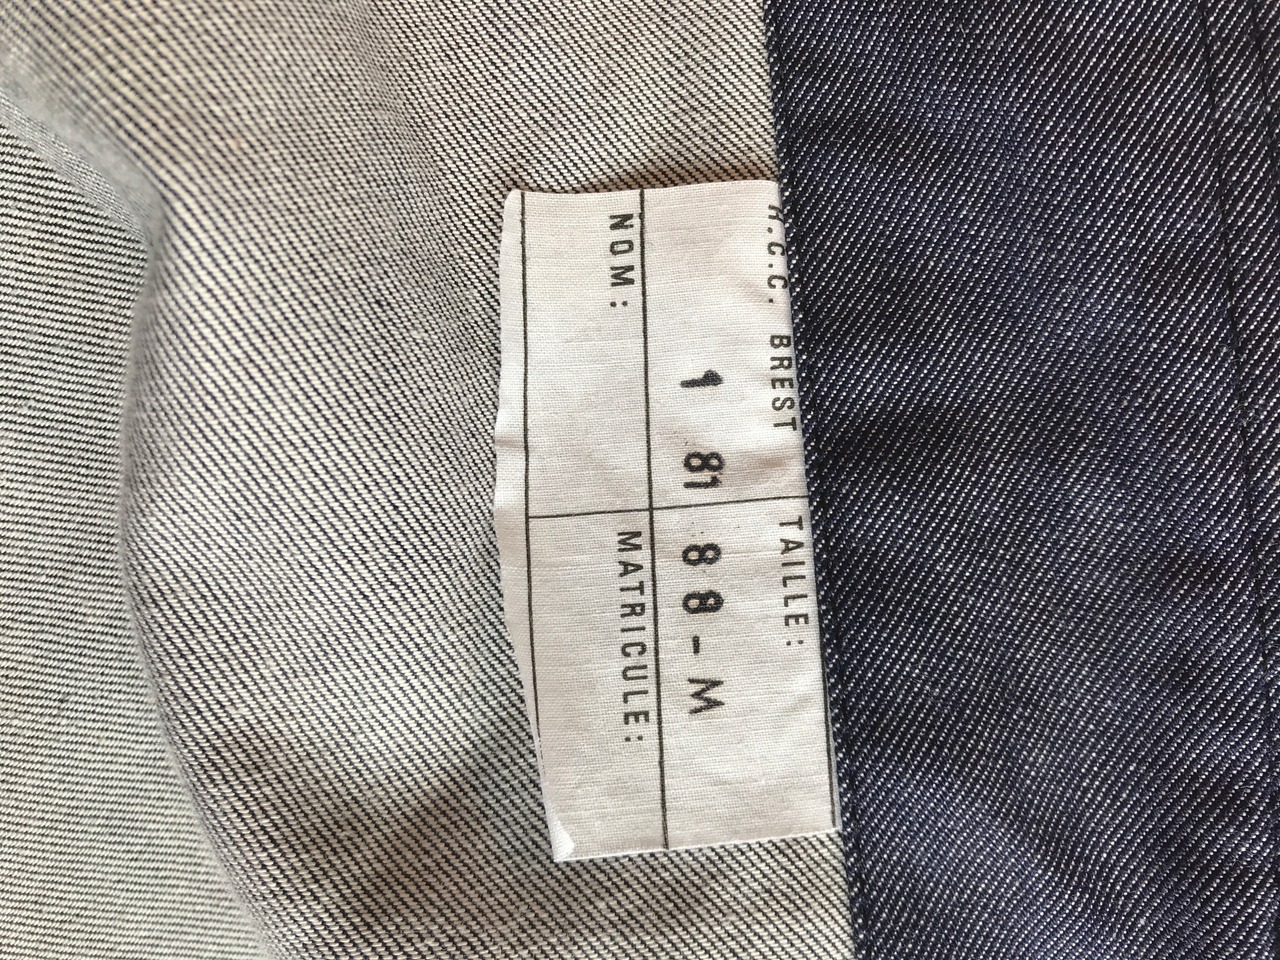 A.C.C. BREST TAILLE:
1 81 88-M
NOM: MATRICULE: